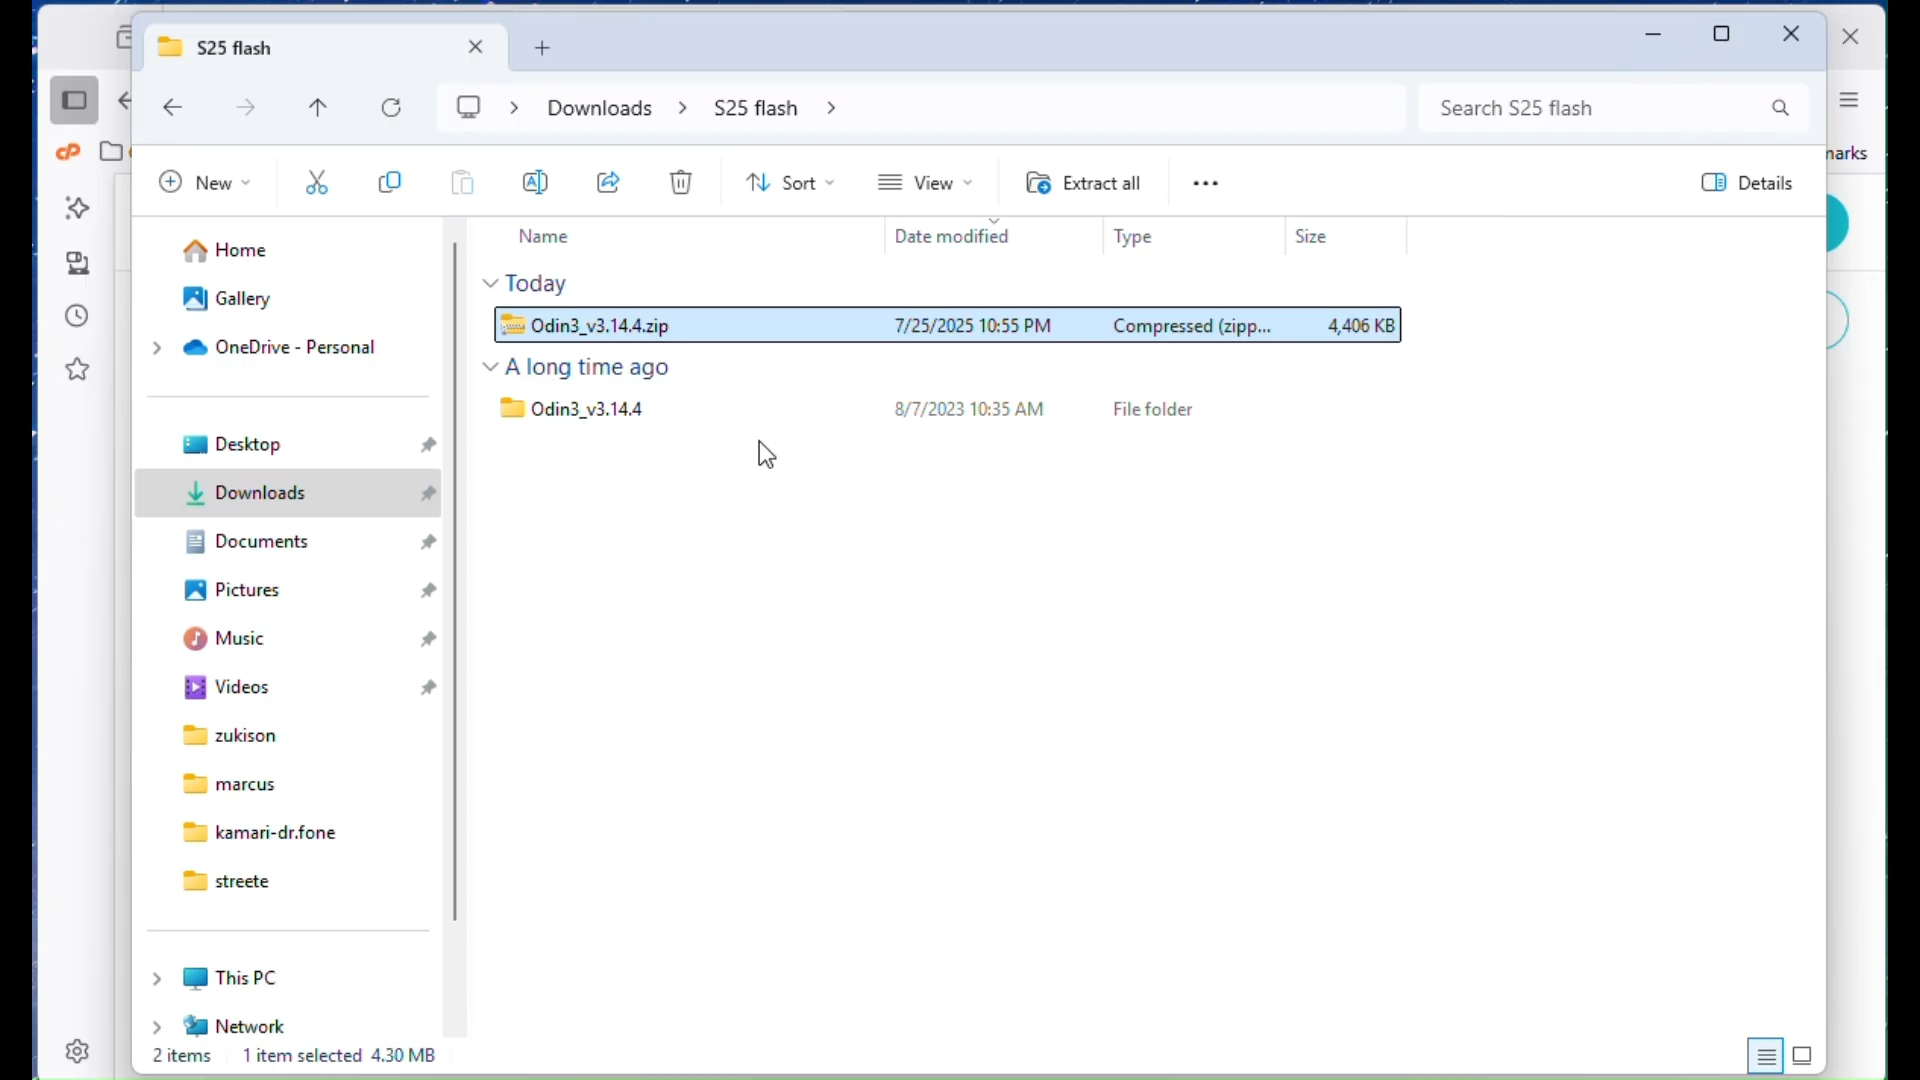 S25 flash
Downloads > S25 flash >
Search S25 flash
New
Sort
View
Extract all
Details
Name Date modified Type Size
Today
Odin3_v3.14.4.zip 7/25/2025 10:55 PM Compressed (zipp... 4,406 KB
A long time ago
Odin3_v3.14.4 8/7/2023 10:35 AM File folder
Home
Gallery
OneDrive - Personal
Desktop
Downloads
Documents
Pictures
Music
Videos
zukison
marcus
kamari-dr.fone
streete
This PC
Network
2 items 1 item selected 4.30 MB